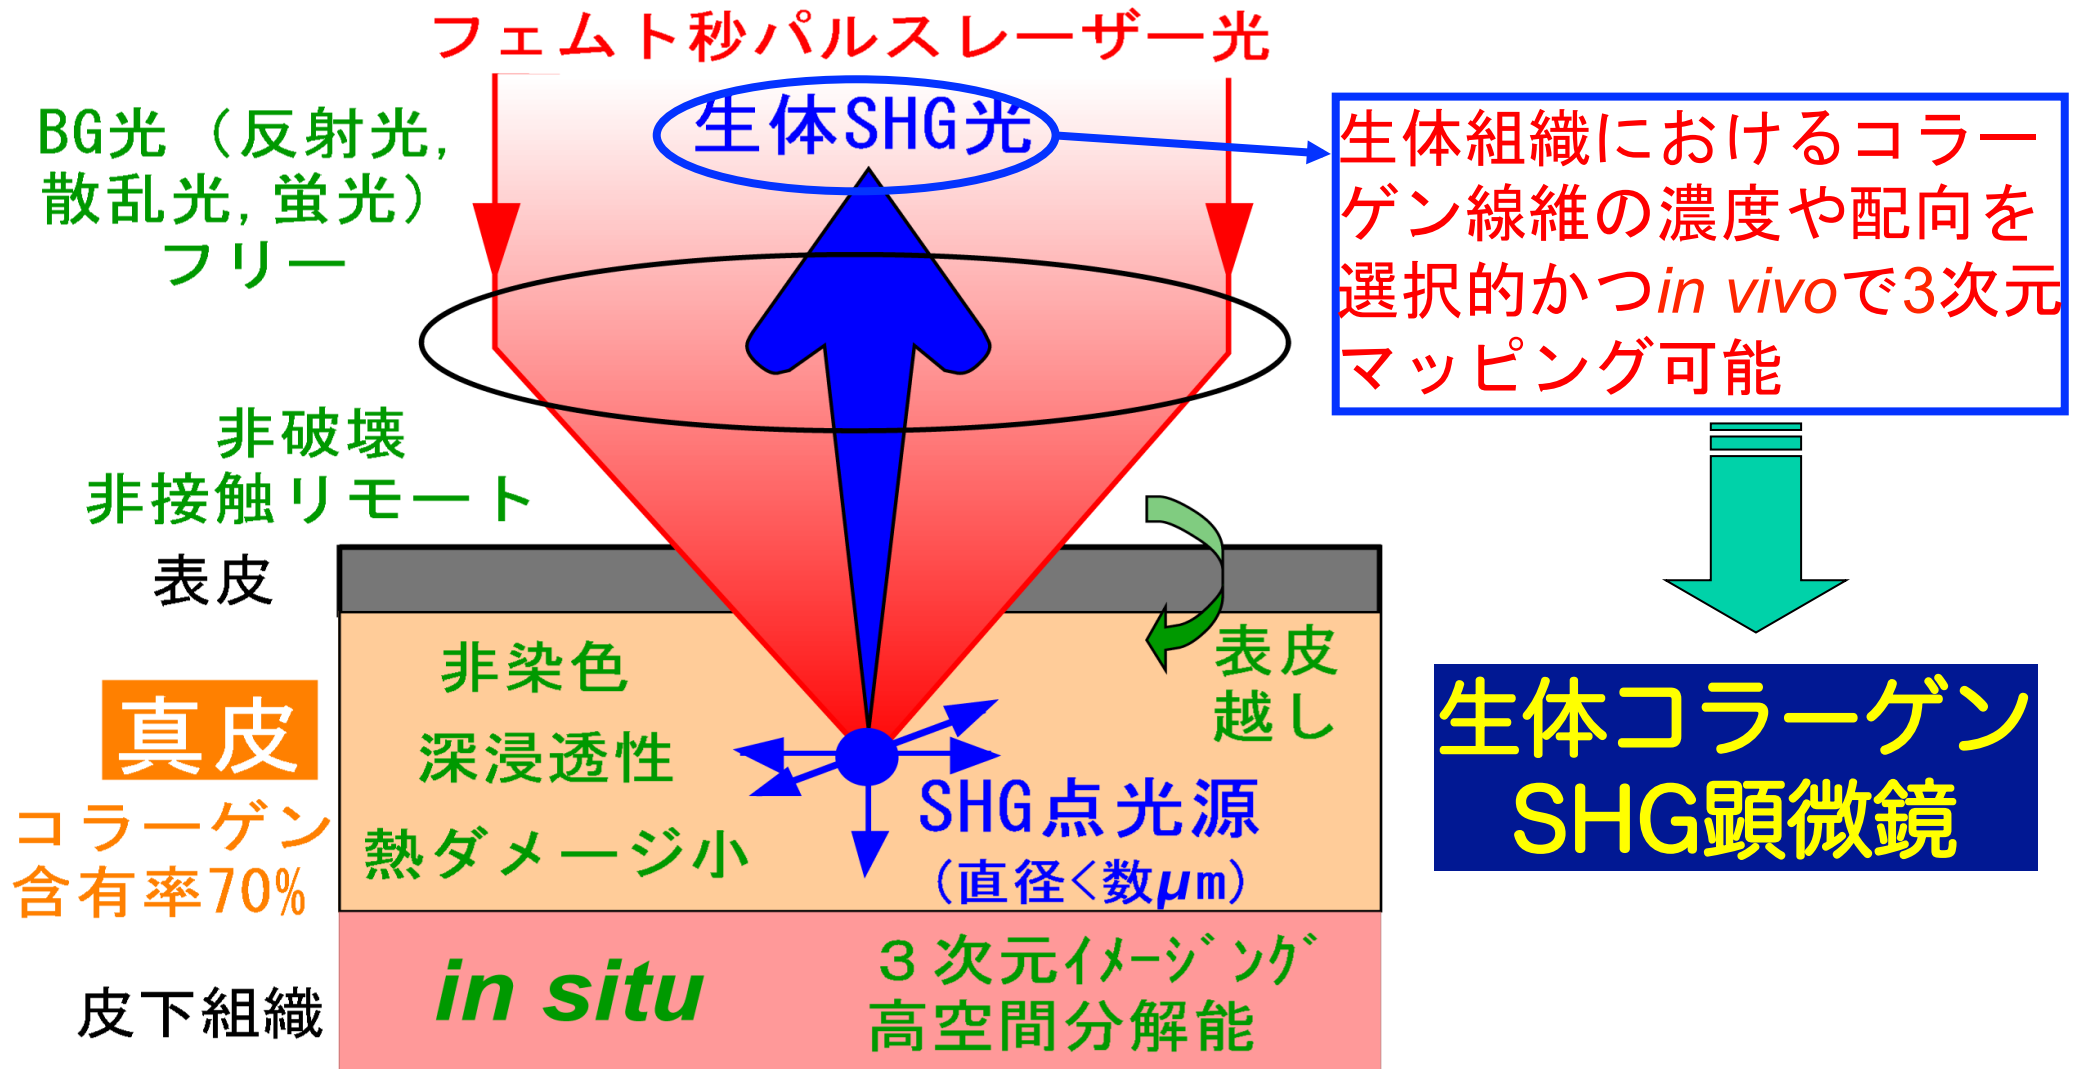 フェムト秒パルスレーザー光
BG光（反射光,
散乱光,蛍光）
フリー
生体SHG光
生体組織におけるコラー
ゲン線維の濃度や配向を
選択的かつin vivoで3次元
マッピング可能
非破壊
非接触リモート
表皮
非染色
深浸透性
熱ダメージ小
表皮
越し
真皮
コラーゲン
含有率70%
SHG点光源
(直径<数μm)
生体コラーゲン
SHG顕微鏡
皮下組織
in situ
３次元ｲﾒｰｼﾞﾝｸﾞ
高空間分解能